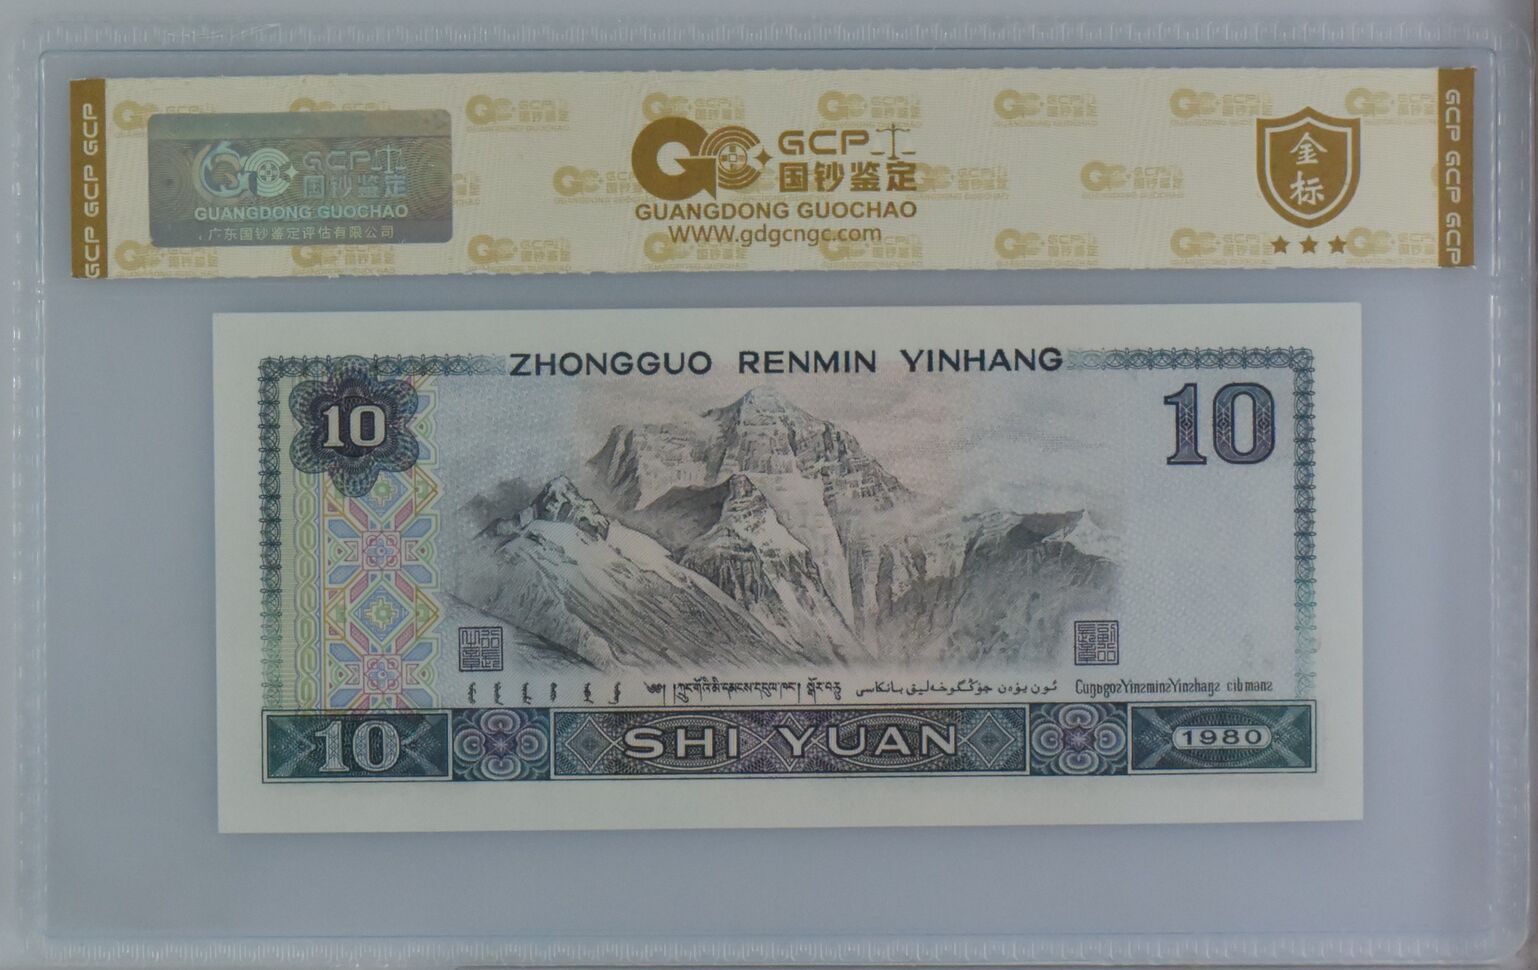 GCP GCP GCP
GCP 国钞鉴定
GUANGDONG GUOCHAO
广东国钞鉴定评估有限公司
GCP
国钞鉴定
GUANGDONG GUOCHAO
www.gdgcngc.com
金标
GCP GCP GCP
ZHONGGUO RENMIN YINHANG
10
10
SHI YUAN
10
1980